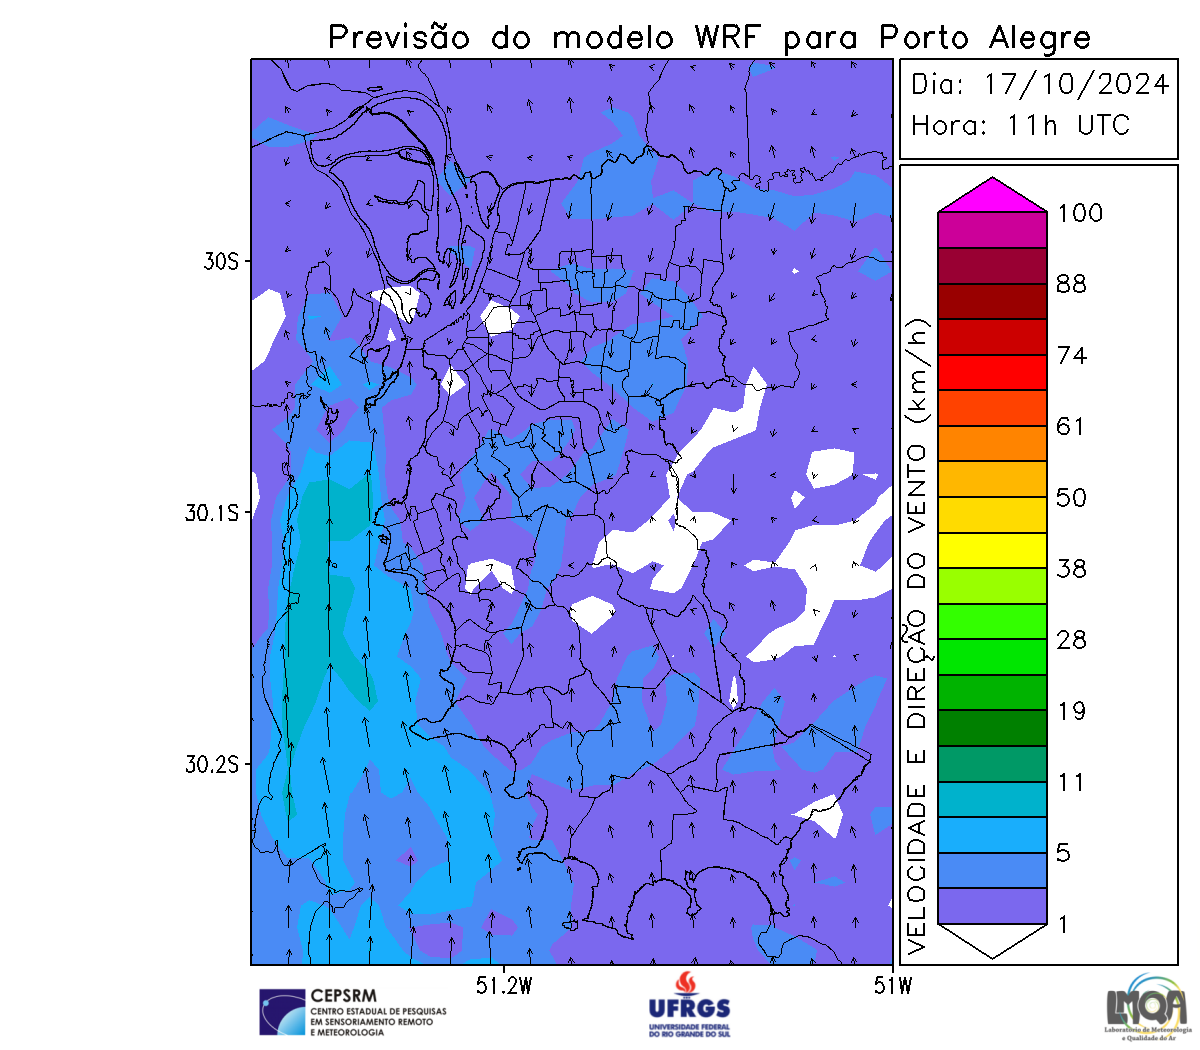 Previsão do modelo WRF para Porto Alegre
Dia: 17/10/2024
Hora: 11h UTC
100
88
74
61
50
38
28
19
11
5
1
VELOCIDADE E DIREÇÃO DO VENTO (km/h)
30S
30.1S
30.2S
51.2W
51W
CEPSRM
CENTRO ESTADUAL DE PESQUISAS
EM SENSORIAMENTO REMOTO
E METEOROLOGIA
UFRGS
UNIVERSIDADE FEDERAL
DO RIO GRANDE DO SUL
LMQA
Laboratório de Meteorologia
e Qualidade do Ar